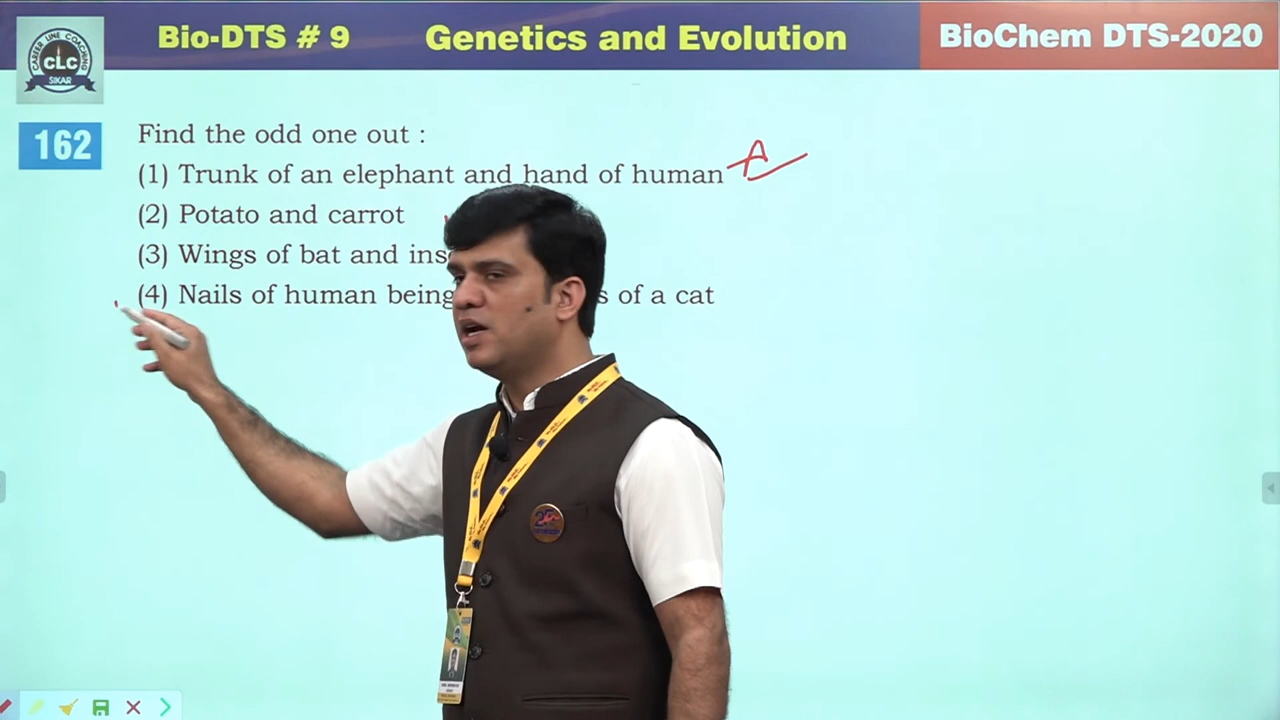 CAREER LINE COACHING
CLC
SIKAR
Bio-DTS # 9
Genetics and Evolution
BioChem DTS-2020
162
Find the odd one out :
(1) Trunk of an elephant and hand of human
A
(2) Potato and carrot
(3) Wings of bat and ins
(4) Nails of human being s of a cat